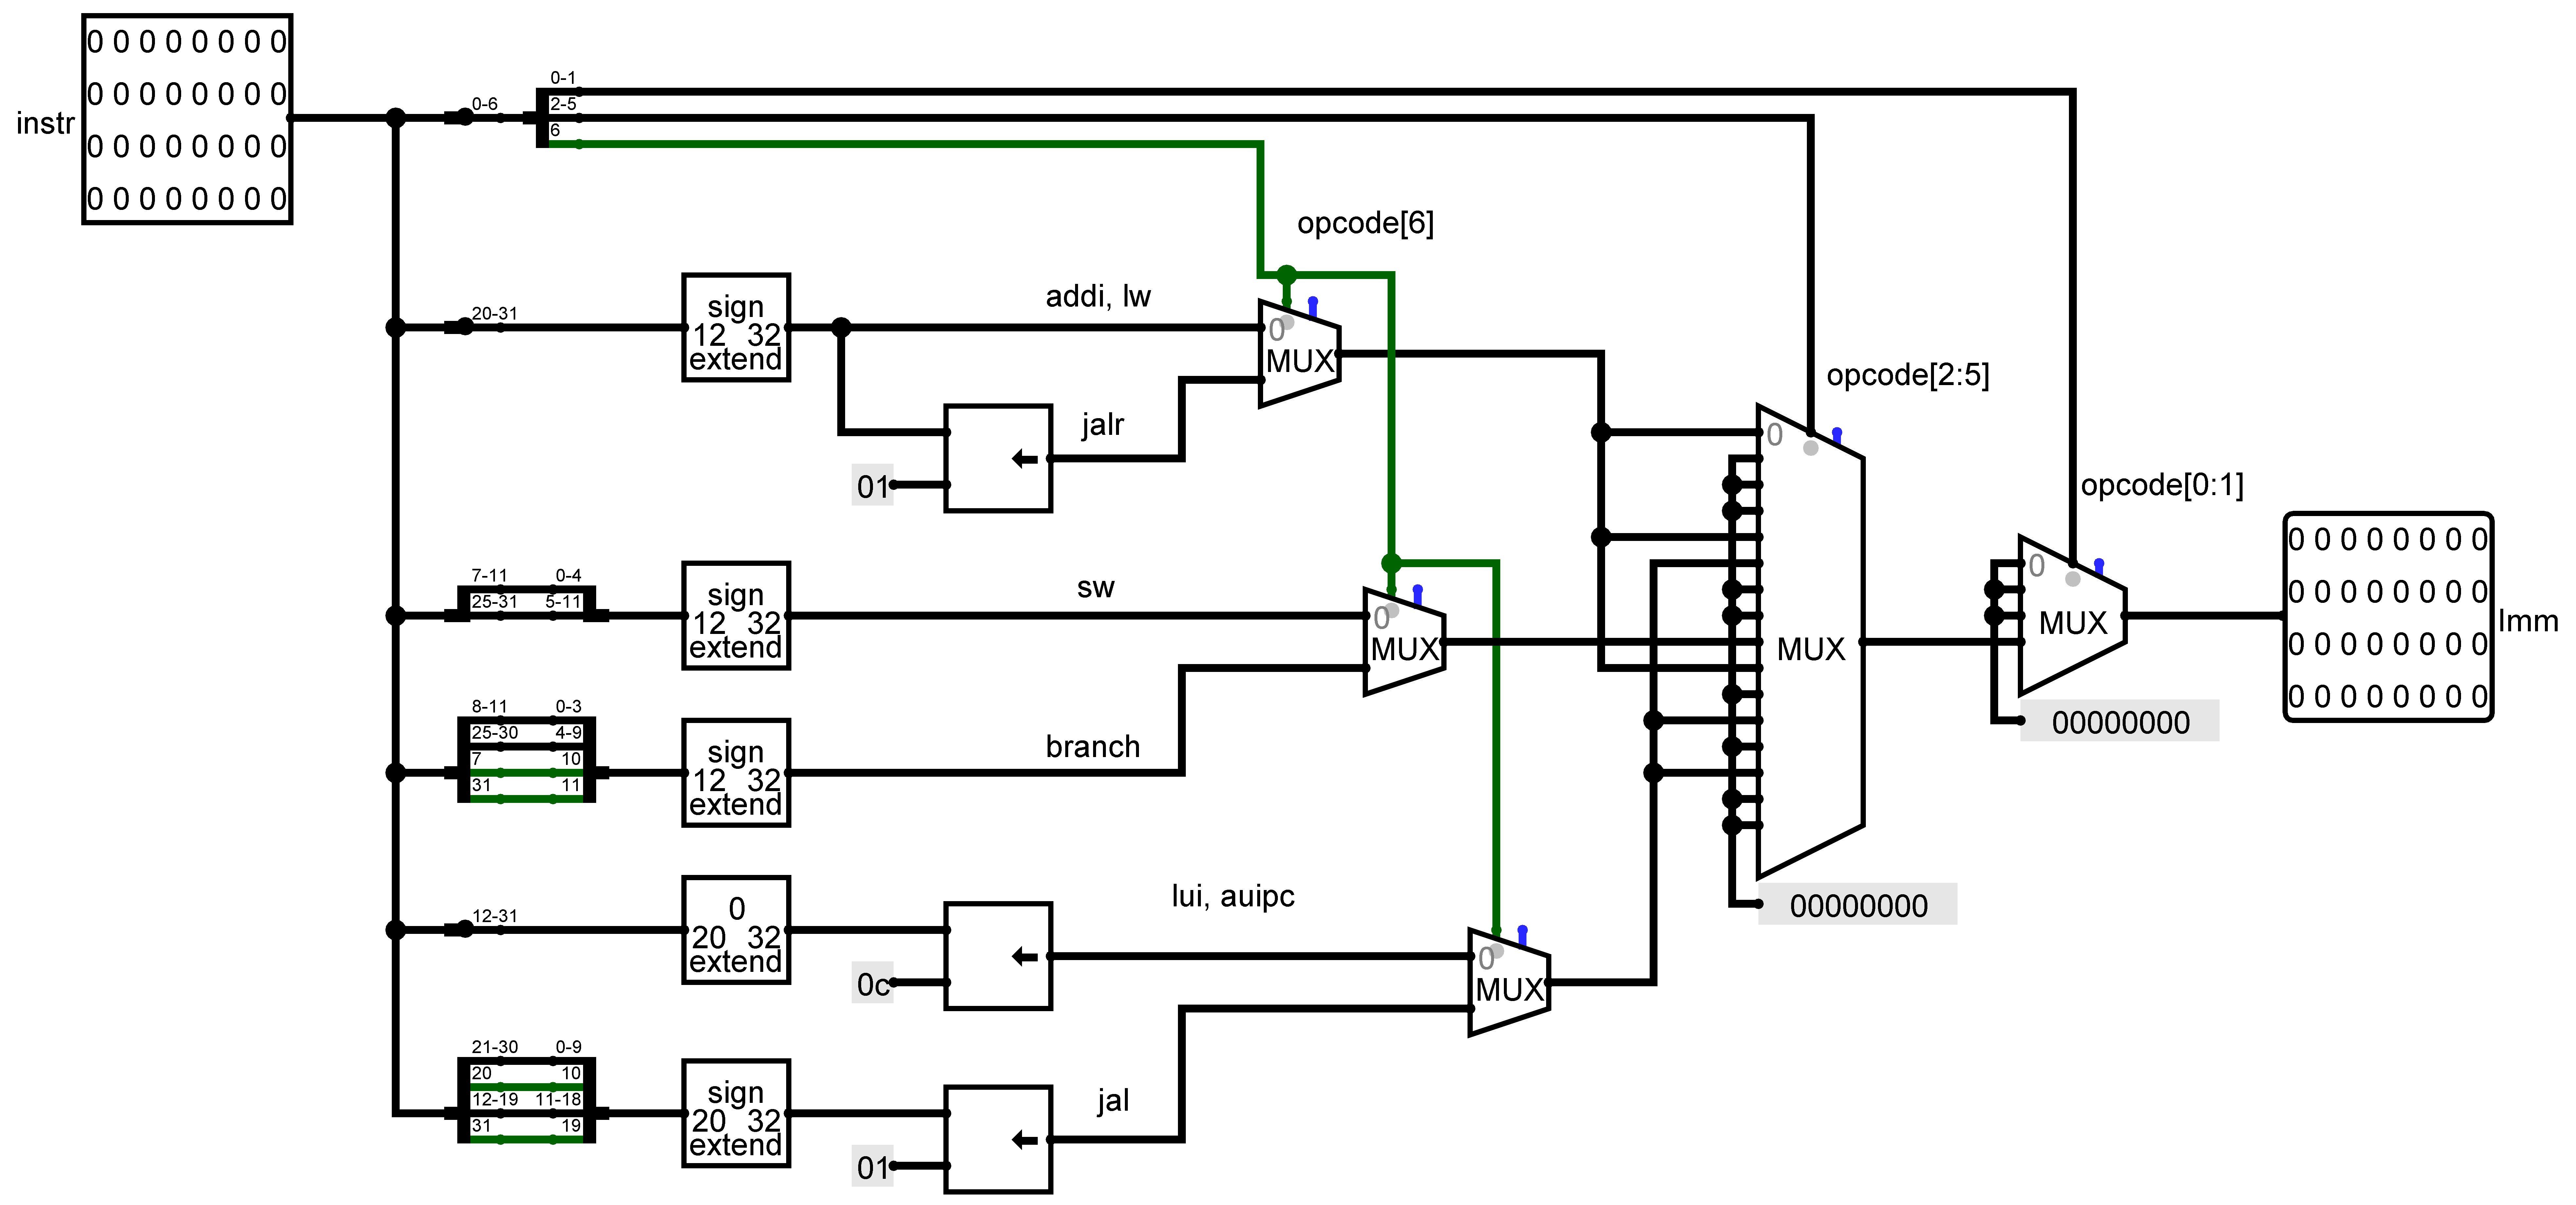 0 0 0 0 0 0 0 0
0 0 0 0 0 0 0 0
0 0 0 0 0 0 0 0
0 0 0 0 0 0 0 0
instr
0-6
0-1
2-5
6
opcode[6]
20-31
sign
12 32
extend
addi, lw
0
MUX
jalr
01
opcode[2:5]
0
MUX
00000000
opcode[0:1]
0
MUX
00000000
0 0 0 0 0 0 0 0
0 0 0 0 0 0 0 0
0 0 0 0 0 0 0 0
0 0 0 0 0 0 0 0
Imm
7-11 0-4
25-31 5-11
sign
12 32
extend
sw
0
MUX
8-11 0-3
25-30 4-9
7 10
31 11
sign
12 32
extend
branch
12-31
0
20 32
extend
0c
lui, auipc
0
MUX
21-30 0-9
20 10
12-19 11-18
31 19
sign
20 32
extend
01
jal